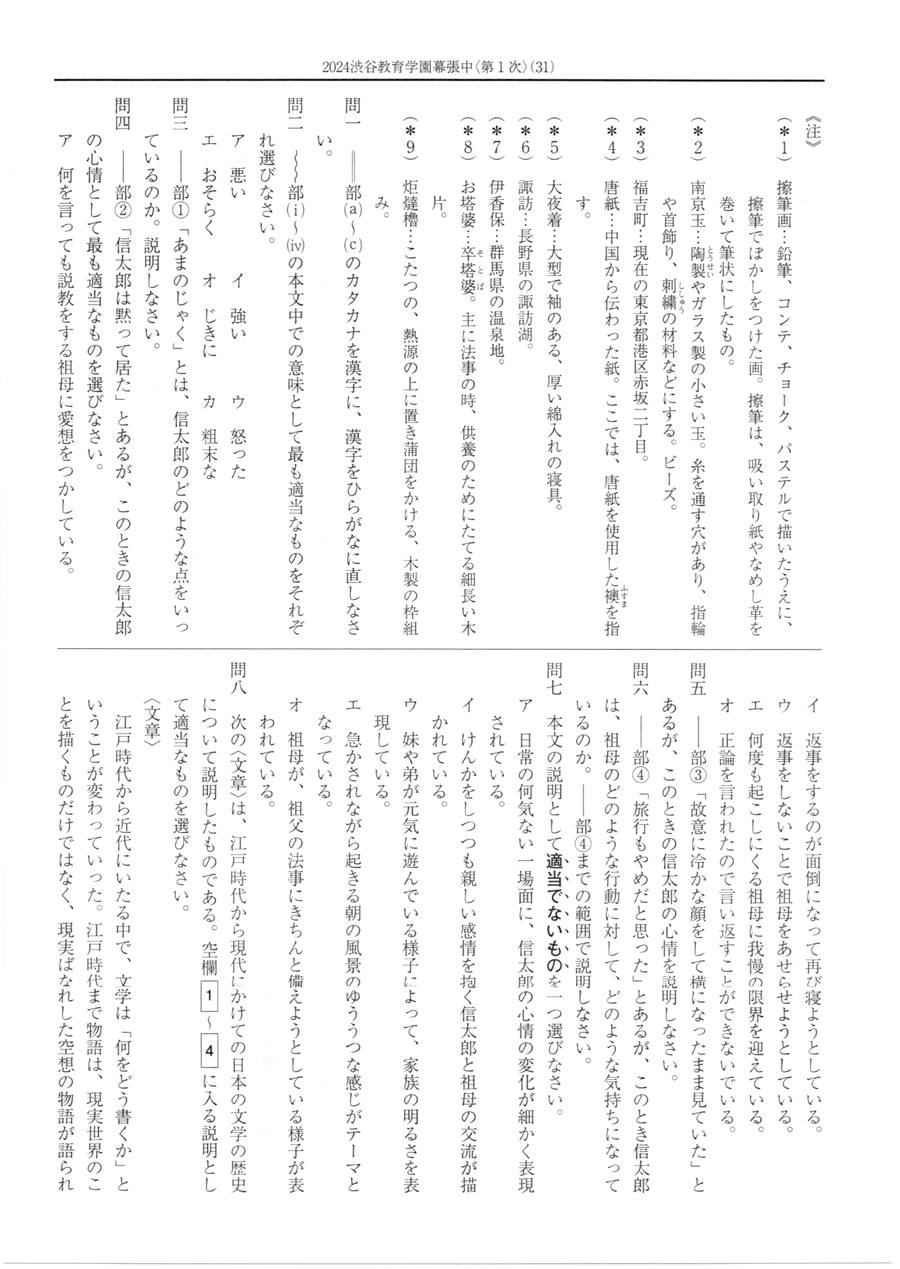 2024渋谷教育学園幕張中〈第1次〉(31)
《注》
(＊1) 擦筆画…鉛筆、コンテ、チョーク、パステルで描いたうえに、
擦筆でぼかしをつけた画。擦筆は、吸い取り紙やなめし革を
巻いて筆状にしたもの。
(＊2) 南京玉…陶製やガラス製の小さい玉。糸を通す穴があり、指輪
とうせい
や首飾り、刺繍の材料などにする。ビーズ。
ししゅう
(＊3) 福吉町…現在の東京都港区赤坂二丁目。
(＊4) 唐紙…中国から伝わった紙。ここでは、唐紙を使用した襖を指
ふすま
す。
(＊5) 大夜着…大型で袖のある、厚い綿入れの寝具。
(＊6) 諏訪…長野県の諏訪湖。
(＊7) 伊香保…群馬県の温泉地。
(＊8) お塔婆…卒塔婆。主に法事の時、供養のためにたてる細長い木
そとば
片。
(＊9) 炬燵櫓…こたつの、熱源の上に置き蒲団をかける、木製の枠組
み。
問一 ══部(a)～(c)のカタカナを漢字に、漢字をひらがなに直しなさ
い。
問二 ～～部(i)～(iv)の本文中での意味として最も適当なものをそれぞ
れ選びなさい。
ア 悪い イ 強い ウ 怒った
エ おそらく オ じきに カ 粗末な
問三 ――部①「あまのじゃく」とは、信太郎のどのような点をいっ
ているのか。説明しなさい。
問四 ――部②「信太郎は黙って居た」とあるが、このときの信太郎
の心情として最も適当なものを選びなさい。
ア 何を言っても説教をする祖母に愛想をつかしている。
イ 返事をするのが面倒になって再び寝ようとしている。
ウ 返事をしないことで祖母をあせらせようとしている。
エ 何度も起こしにくる祖母に我慢の限界を迎えている。
オ 正論を言われたので言い返すことができないでいる。
問五 ――部③「故意に冷かな顔をして横になったまま見ていた」と
あるが、このときの信太郎の心情を説明しなさい。
問六 ――部④「旅行もやめだと思った」とあるが、このとき信太郎
は、祖母のどのような行動に対して、どのような気持ちになって
いるのか。――部④までの範囲で説明しなさい。
問七 本文の説明として適当でないものを一つ選びなさい。
ア 日常の何気ない一場面に、信太郎の心情の変化が細かく表現
されている。
イ けんかをしつつも親しい感情を抱く信太郎と祖母の交流が描
かれている。
ウ 妹や弟が元気に遊んでいる様子によって、家族の明るさを表
現している。
エ 急かされながら起きる朝の風景のゆううつな感じがテーマと
なっている。
オ 祖母が、祖父の法事にきちんと備えようとしている様子が表
われている。
問八 次の〈文章〉は、江戸時代から現代にかけての日本の文学の歴史
について説明したものである。空欄1～4に入る説明とし
て適当なものを選びなさい。
〈文章〉
江戸時代から近代にいたる中で、文学は「何をどう書くか」と
いうことが変わっていった。江戸時代まで物語は、現実世界のこ
とを描くものだけではなく、現実ばなれした空想の物語が語られ